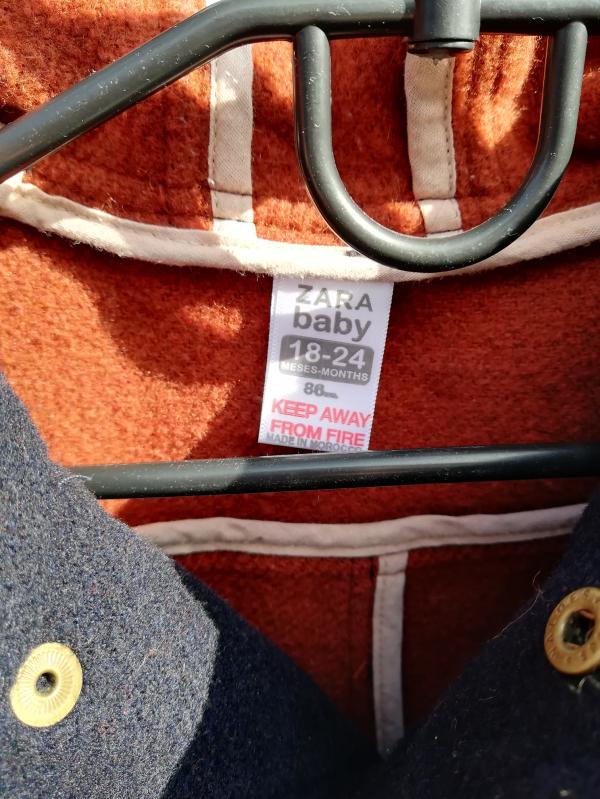 ZARA
baby
18-24
MESES-MONTHS
86cm.
KEEP AWAY
FROM FIRE
MADE IN MOROCCO